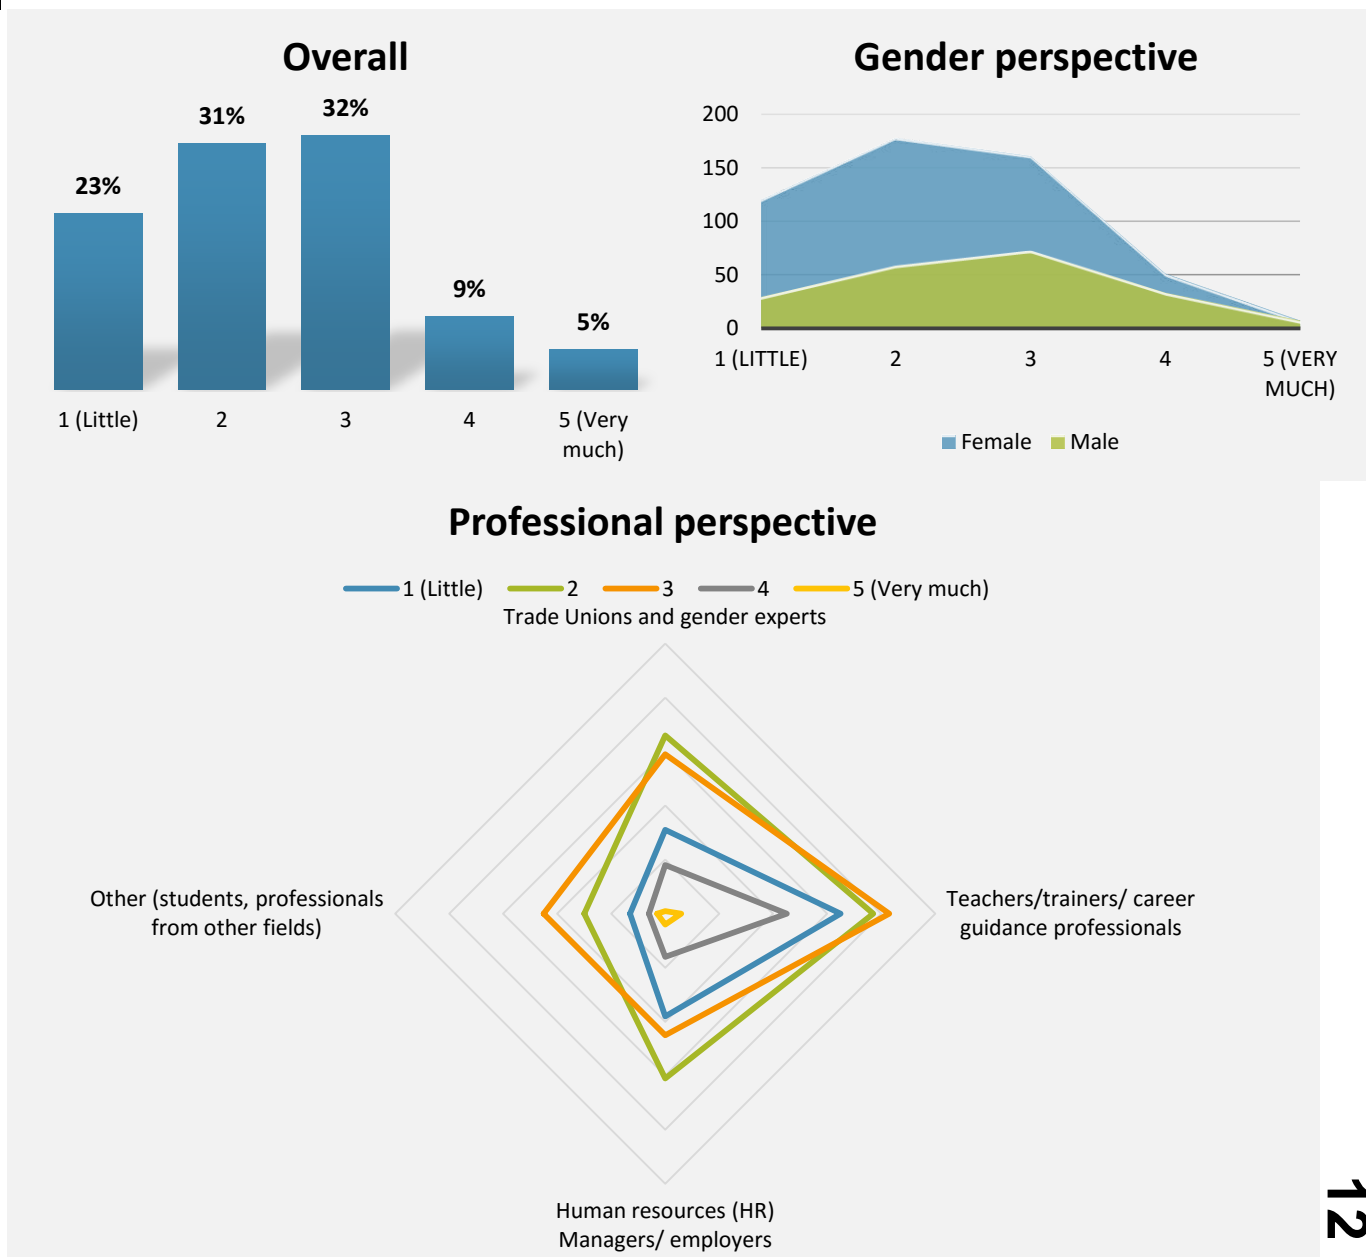 Overall
23%
31%
32%
9%
5%
1 (Little)
2
3
4
5 (Very
much)
Gender perspective
200
150
100
50
0
1 (LITTLE)
2
3
4
5 (VERY
MUCH)
Female
Male
Professional perspective
1 (Little)
2
3
4
5 (Very much)
Trade Unions and gender experts
Other (students, professionals
from other fields)
Teachers/trainers/ career
guidance professionals
Human resources (HR)
Managers/ employers
12